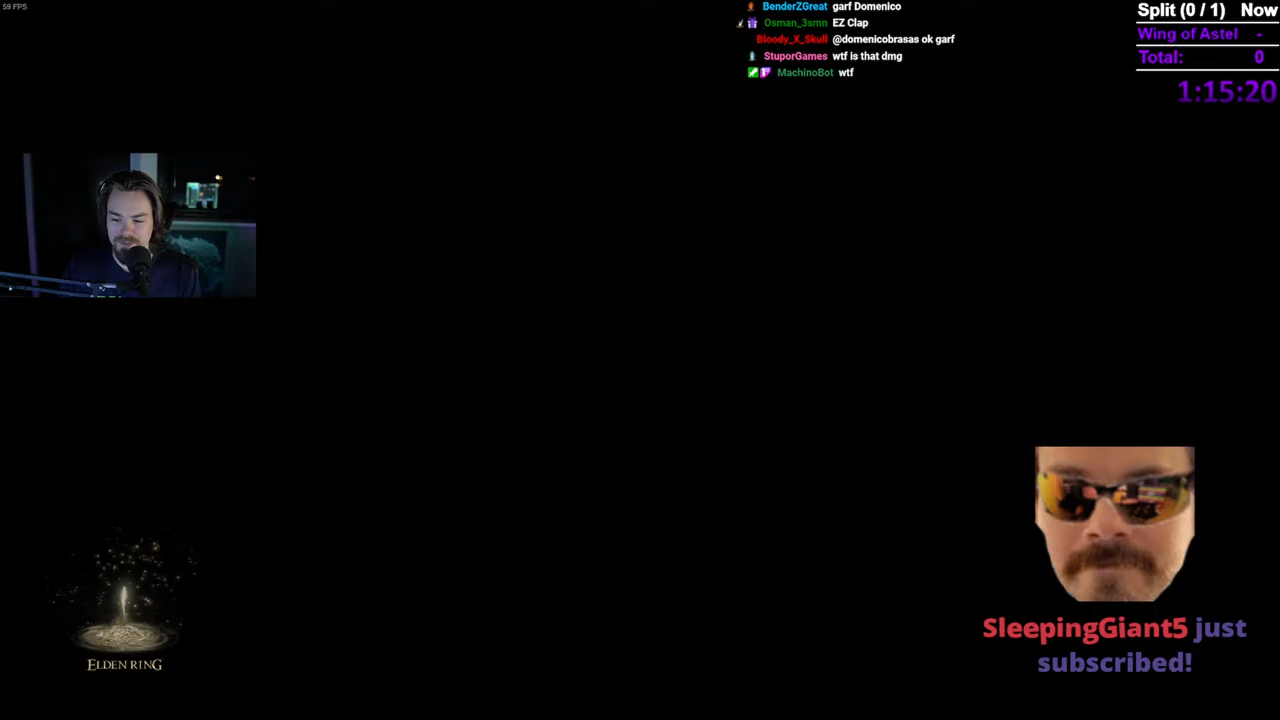 59 FPS
BenderZGreat garf Domenico
Osman_3smn EZ Clap
Bloody_X_Skull @domenicobrasas ok garf
StuporGames wtf is that dmg
MachinoBot wtf
Split (0 / 1) Now
Wing of Astel -
Total: 0
1:15:20
ELDEN RING
SleepingGiant5 just
subscribed!